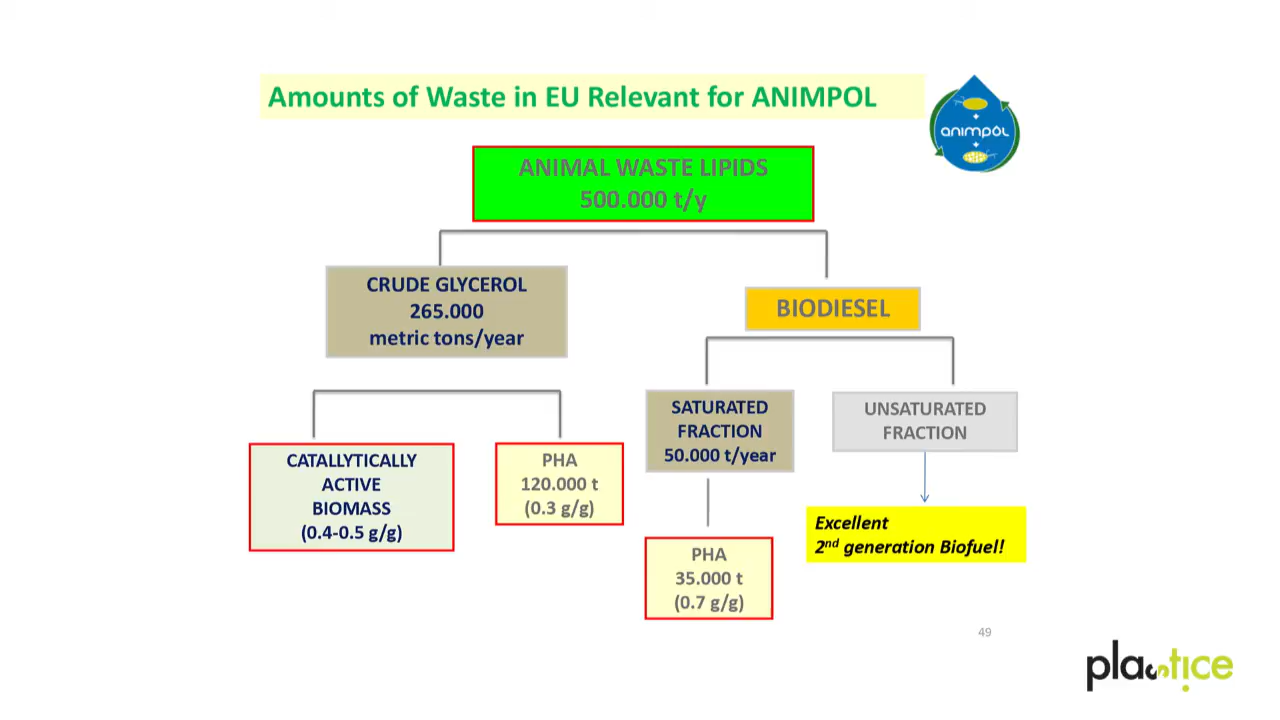 Amounts of Waste in EU Relevant for ANIMPOL
animpol
ANIMAL WASTE LIPIDS
500.000 t/y
CRUDE GLYCEROL
265.000
metric tons/year
BIODIESEL
SATURATED
FRACTION
50.000 t/year
UNSATURATED
FRACTION
CATALLYTICALLY
ACTIVE
BIOMASS
(0.4-0.5 g/g)
PHA
120.000 t
(0.3 g/g)
Excellent
2nd generation Biofuel!
PHA
35.000 t
(0.7 g/g)
49
plastice